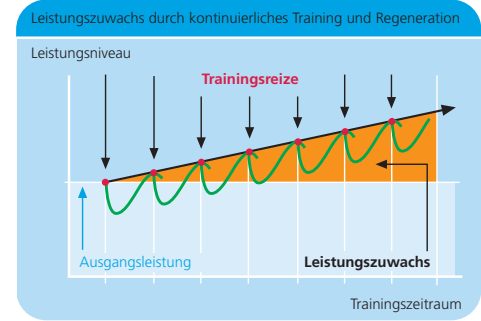 Leistungszuwachs durch kontinuierliches Training und Regeneration
Leistungsniveau
Trainingsreize
Ausgangsleistung
Leistungszuwachs
Trainingszeitraum